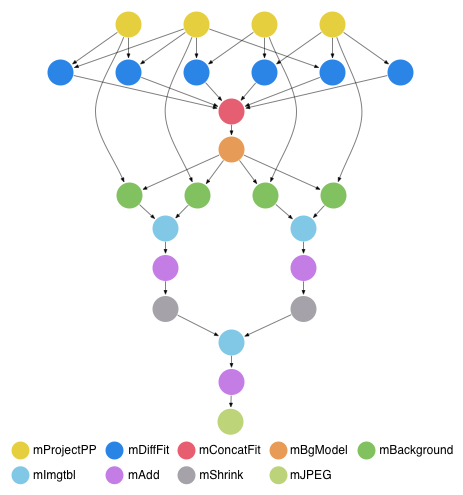 mProjectPP mDiffFit mConcatFit mBgModel mBackground
mImgtbl mAdd mShrink mJPEG